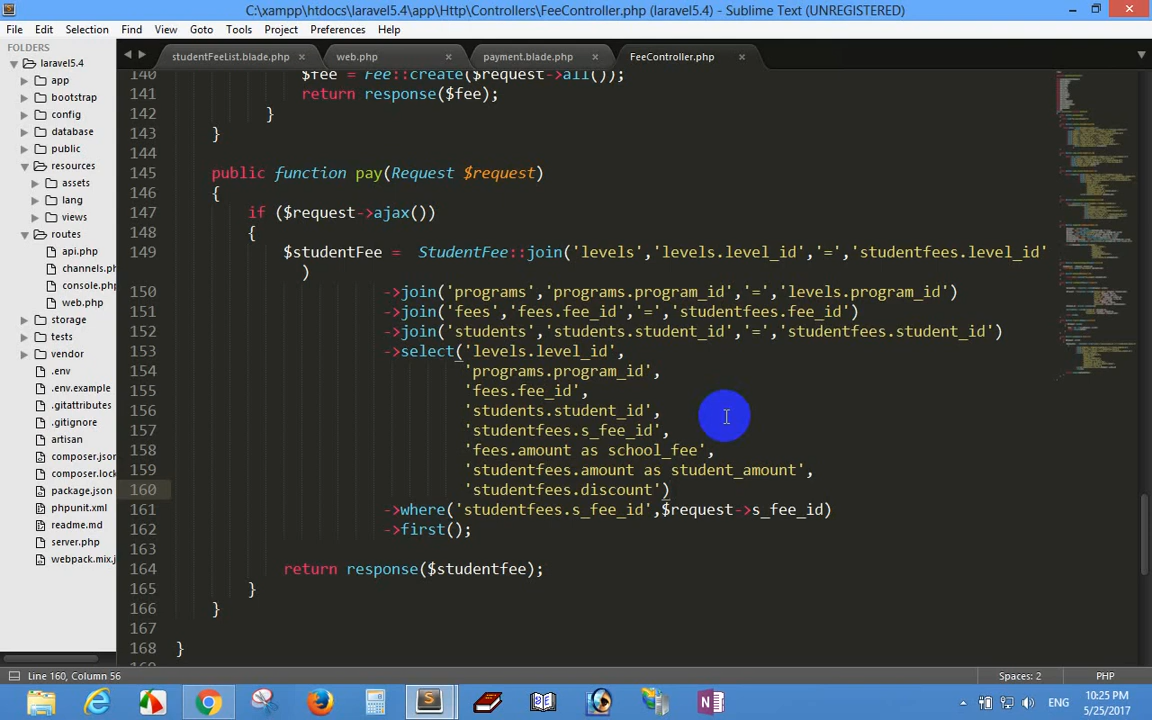 C:\xampp\htdocs\laravel5.4\app\Http\Controllers\FeeController.php (laravel5.4) - Sublime Text (UNREGISTERED)
File Edit Selection Find View Goto Tools Project Preferences Help
FOLDERS
laravel5.4
app
bootstrap
config
database
public
resources
assets
lang
views
routes
api.php
channels.ph
console.php
web.php
storage
tests
vendor
.env
.env.example
.gitattributes
.gitignore
artisan
composer.json
composer.lock
package.json
phpunit.xml
readme.md
server.php
webpack.mix.j
studentFeeList.blade.php web.php payment.blade.php FeeController.php
140 $fee = Fee::create($request->all());
141 return response($fee);
142 }
143 }
144
145 public function pay(Request $request)
146 {
147 if ($request->ajax())
148 {
149 $studentFee = StudentFee::join('levels','levels.level_id','=','studentfees.level_id'
)
150 ->join('programs','programs.program_id','=','levels.program_id')
151 ->join('fees','fees.fee_id','=','studentfees.fee_id')
152 ->join('students','students.student_id','=','studentfees.student_id')
153 ->select('levels.level_id',
154 'programs.program_id',
155 'fees.fee_id',
156 'students.student_id',
157 'studentfees.s_fee_id',
158 'fees.amount as school_fee',
159 'studentfees.amount as student_amount',
160 'studentfees.discount')
161 ->where('studentfees.s_fee_id',$request->s_fee_id)
162 ->first();
163
164 return response($studentfee);
165 }
166 }
167
168 }
Line 160, Column 56 Spaces: 2 PHP
ENG 10:25 PM
5/25/2017